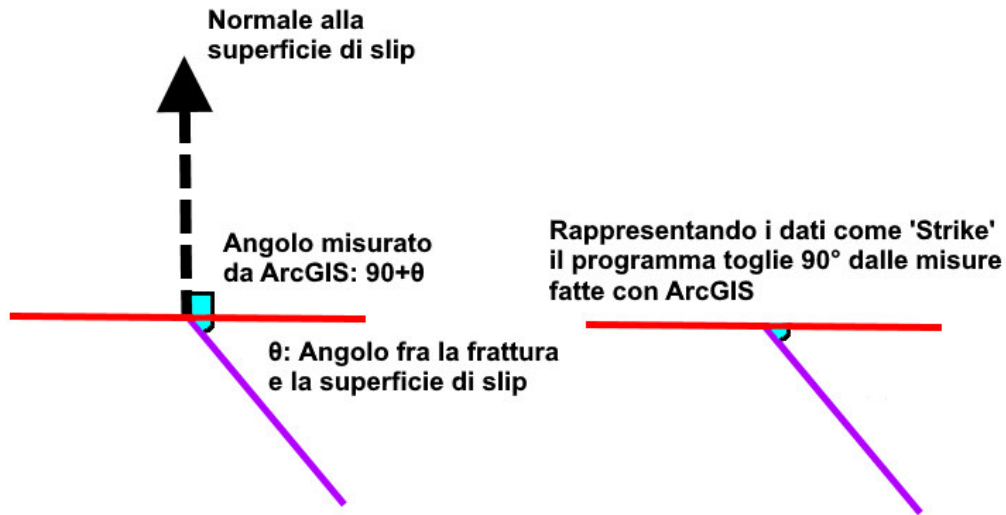 Normale alla
superficie di slip
Angolo misurato
da ArcGIS: 90+θ
θ: Angolo fra la frattura
e la superficie di slip
Rappresentando i dati come 'Strike'
il programma toglie 90° dalle misure
fatte con ArcGIS